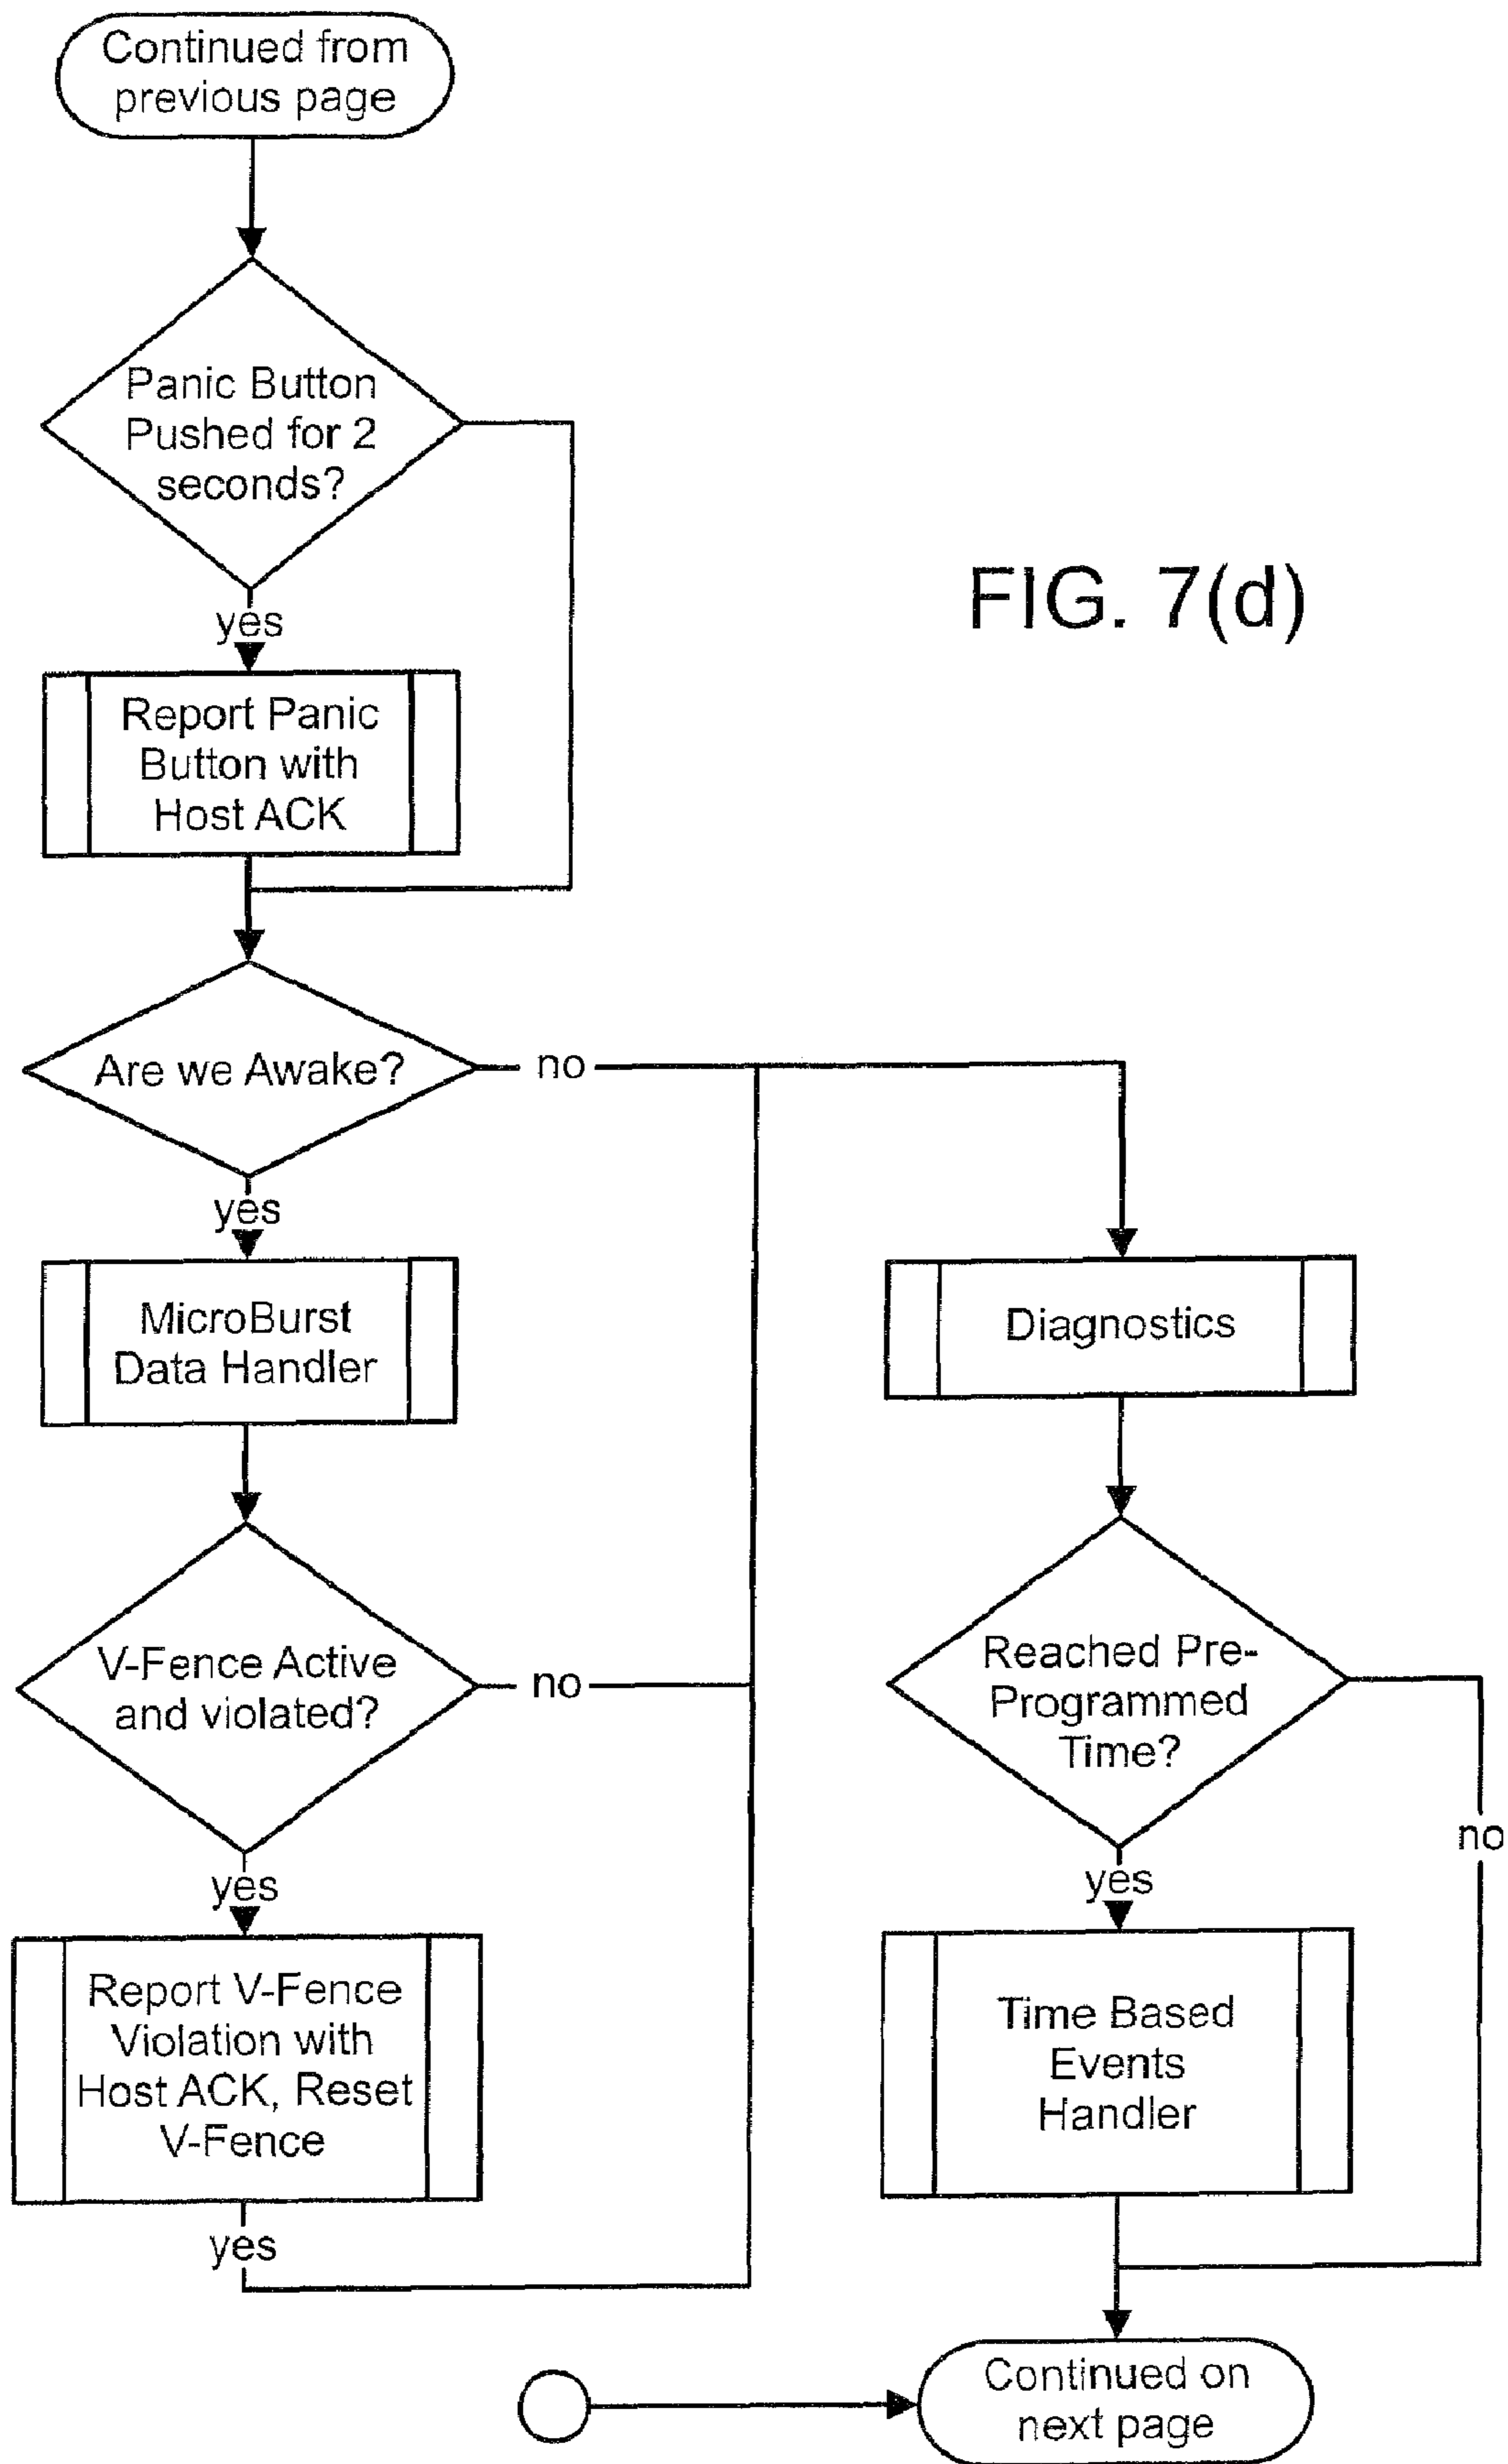 Continued from
previous page
Panic Button
Pushed for 2
seconds?
yes
Report Panic
Button with
Host ACK
Are we Awake?
no
yes
MicroBurst
Data Handler
V-Fence Active
and violated?
no
yes
Report V-Fence
Violation with
Host ACK, Reset
V-Fence
yes
FIG. 7(d)
Diagnostics
Reached Pre-
Programmed
Time?
no
yes
Time Based
Events
Handler
Continued on
next page